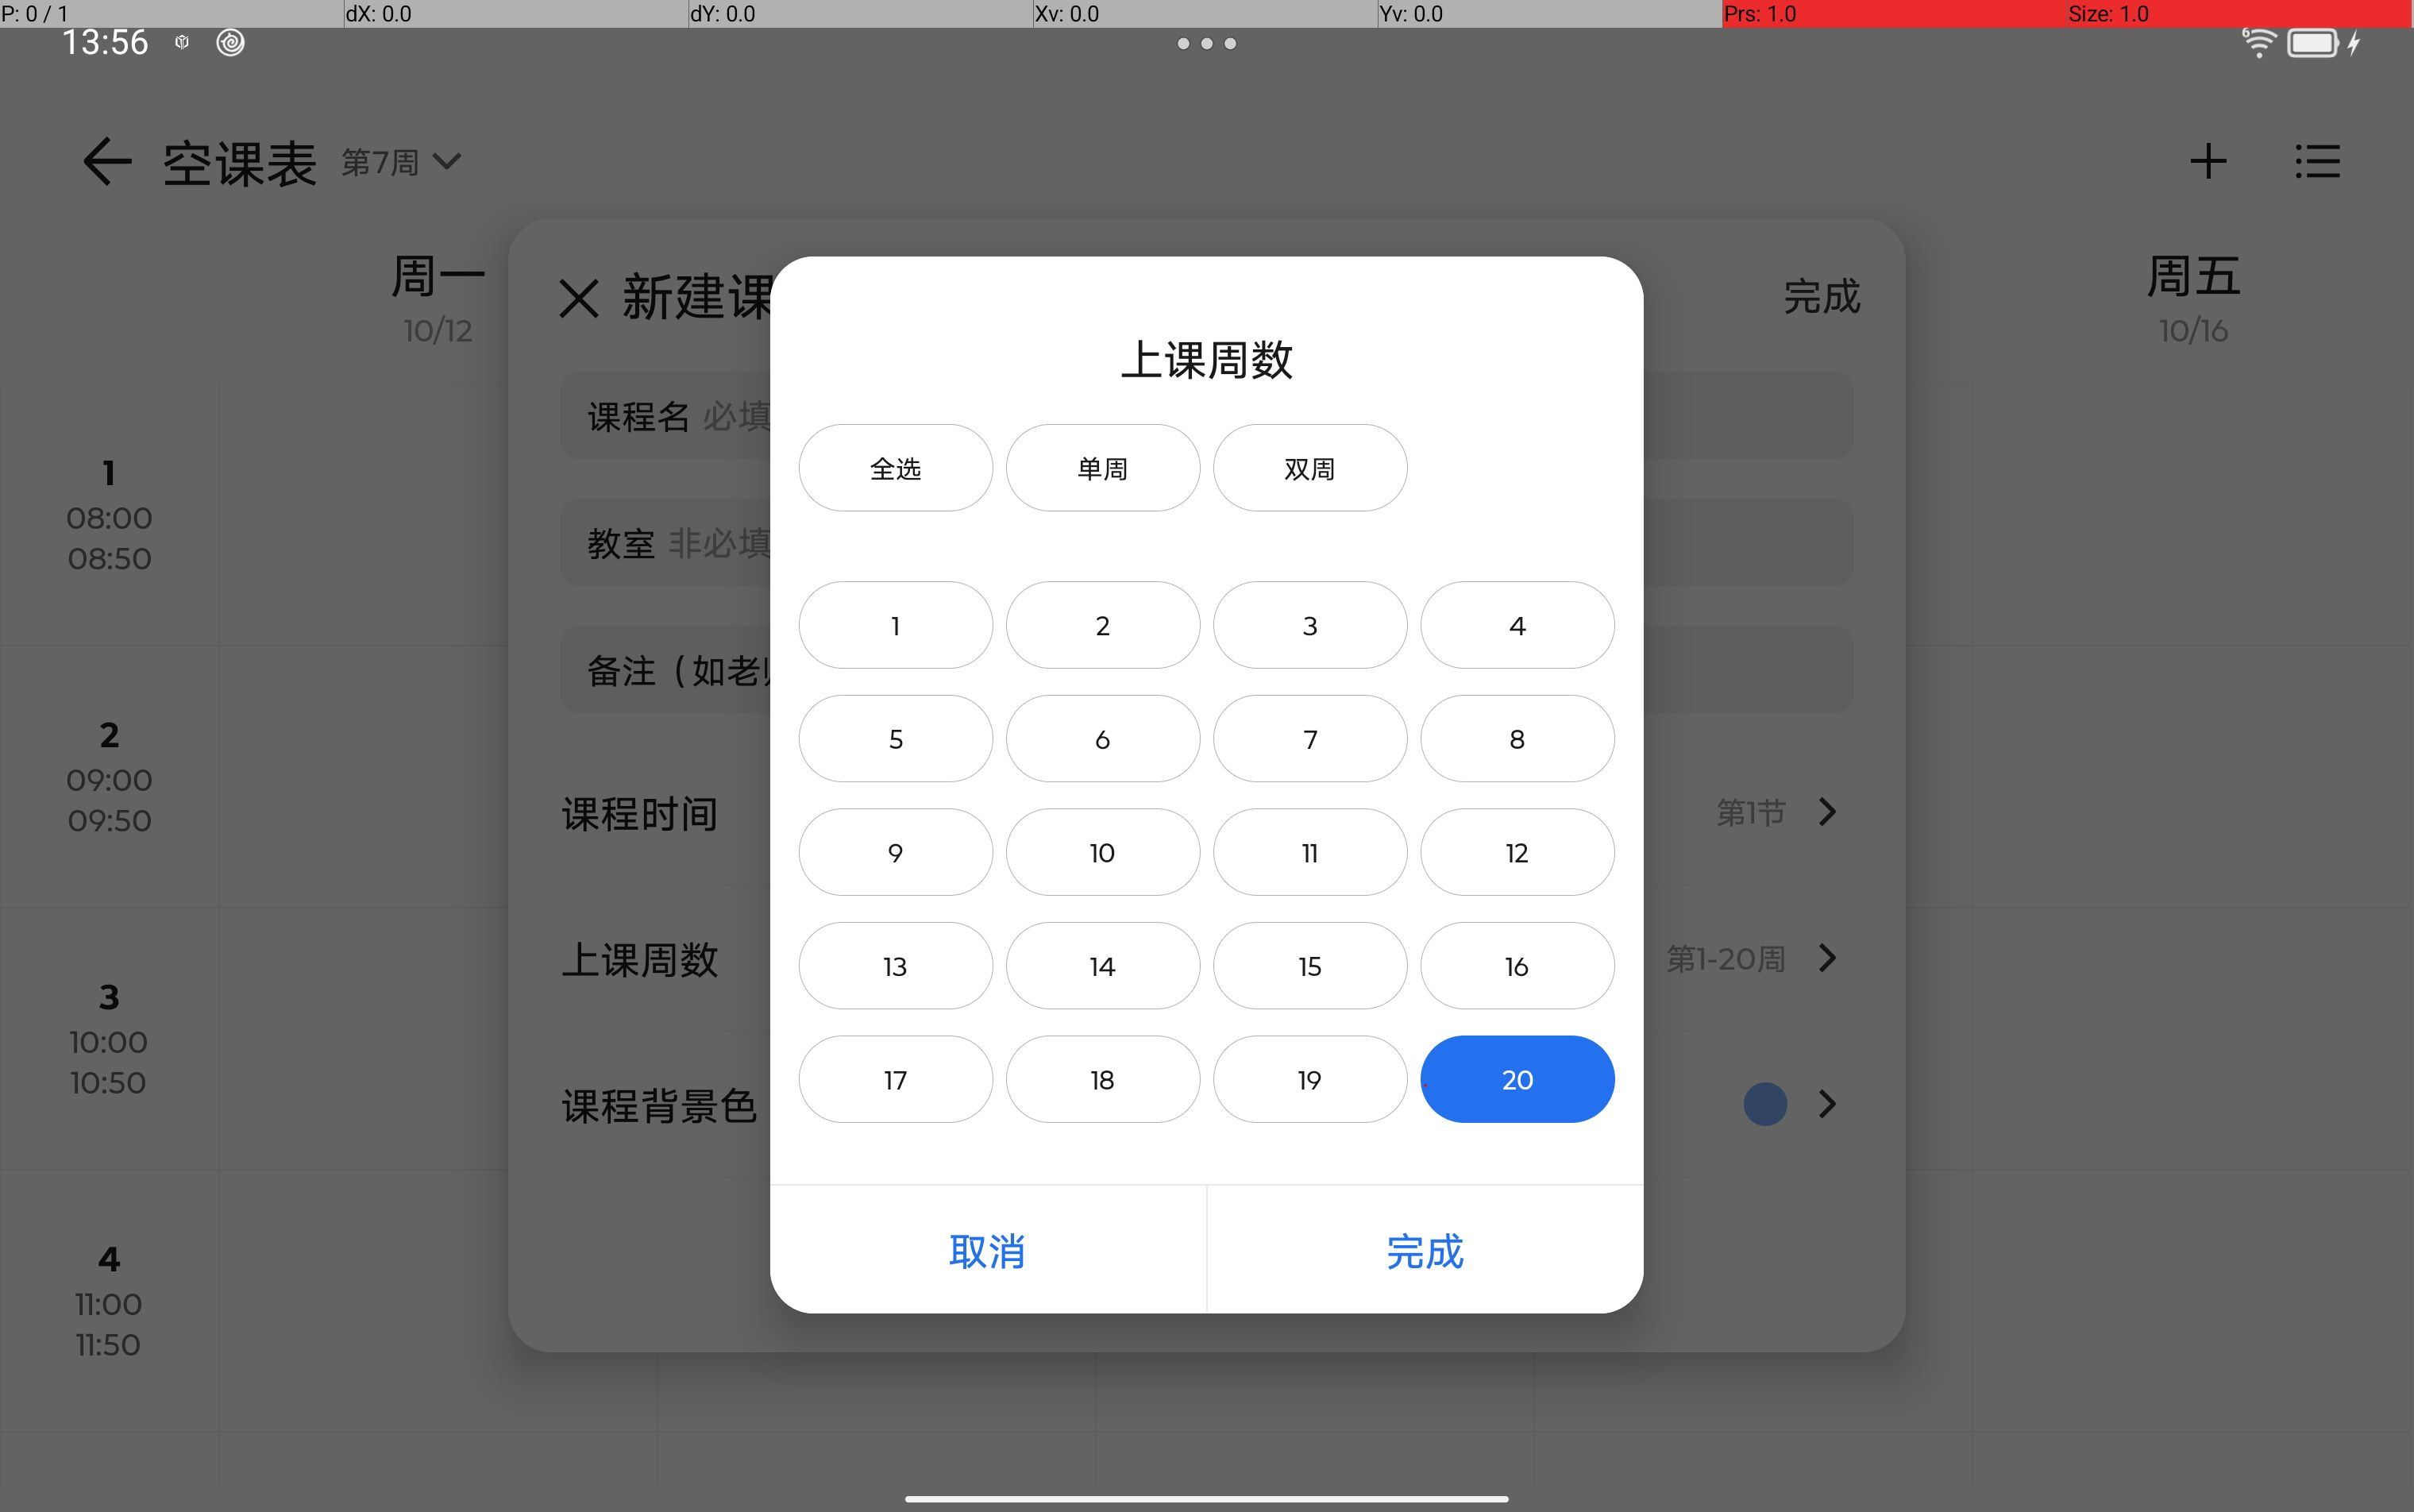 P: 0 / 1 dX: 0.0 dY: 0.0 Xv: 0.0 Yv: 0.0 Prs: 1.0 Size: 1.0
13:56 6
空课表 第7周
周一 周五
10/12 10/16
新建课 完成
上课周数
课程名 必填
全选 单周 双周
教室 非必填
1 2 3 4
备注（如老
5 6 7 8
课程时间 第1节
9 10 11 12
上课周数 第1-20周
13 14 15 16
课程背景色
17 18 19 20
取消 完成
1
08:00
08:50
2
09:00
09:50
3
10:00
10:50
4
11:00
11:50